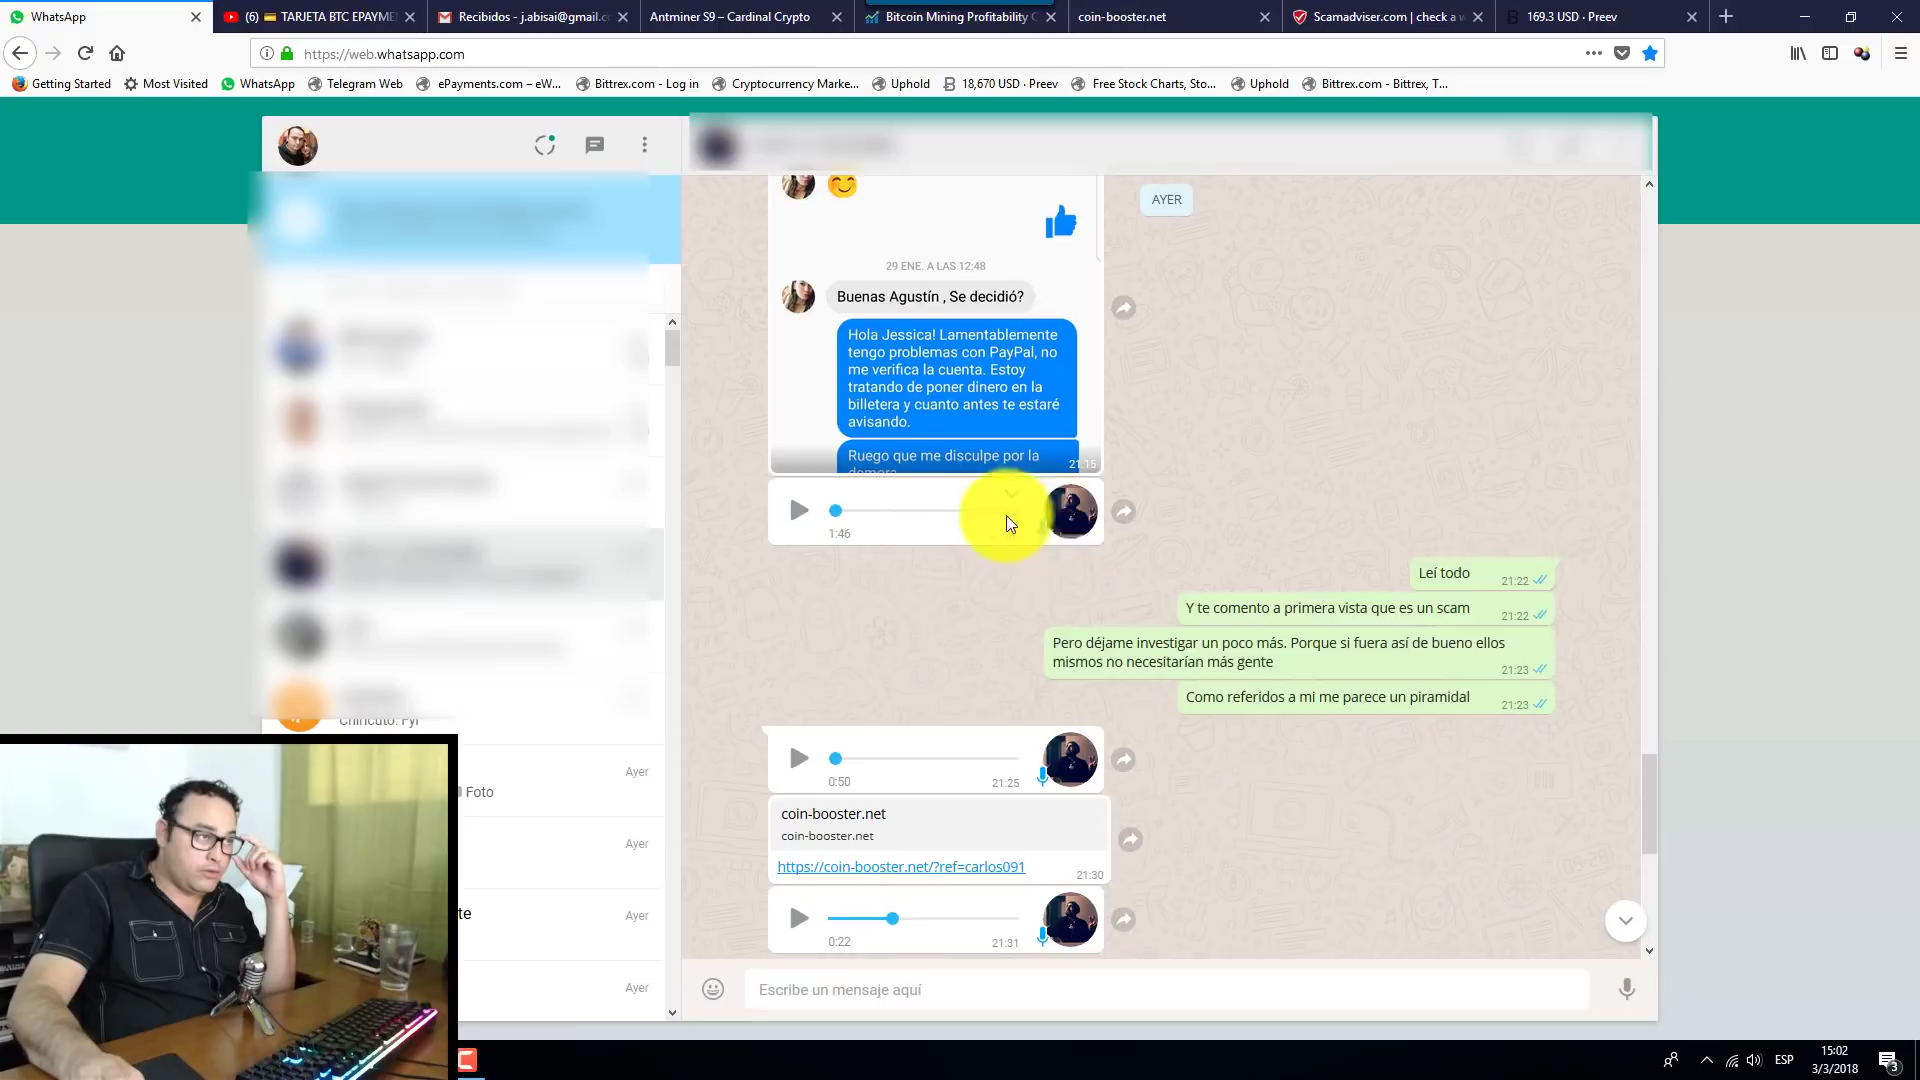 WhatsApp
(6) TARJETA BTC EPAYME
Recibidos - j.abisai@gmail.c
Antminer S9 – Cardinal Crypto
Bitcoin Mining Profitability C
coin-booster.net
Scamadviser.com | check a w
169.3 USD · Preev
https://web.whatsapp.com
Getting Started
Most Visited
WhatsApp
Telegram Web
ePayments.com – eW...
Bittrex.com - Log in
Cryptocurrency Marke...
Uphold
18,670 USD · Preev
Free Stock Charts, Sto...
Uphold
Bittrex.com - Bittrex, T...
AYER
29 ENE. A LAS 12:48
Buenas Agustín , Se decidió?
Hola Jessica! Lamentablemente
tengo problemas con PayPal, no
me verifica la cuenta. Estoy
tratando de poner dinero en la
billetera y cuanto antes te estaré
avisando.
Ruego que me disculpe por la
demora
21:15
1:46
Leí todo
21:22
Y te comento a primera vista que es un scam
21:22
Pero déjame investigar un poco más. Porque si fuera así de bueno ellos
mismos no necesitarían más gente
21:23
Como referidos a mi me parece un piramidal
21:23
0:50
21:25
coin-booster.net
coin-booster.net
https://coin-booster.net/?ref=carlos091
21:30
0:22
21:31
Chiricuto: Fyi
Ayer
Foto
Ayer
te
Ayer
Ayer
Escribe un mensaje aquí
ESP
15:02
3/3/2018
3